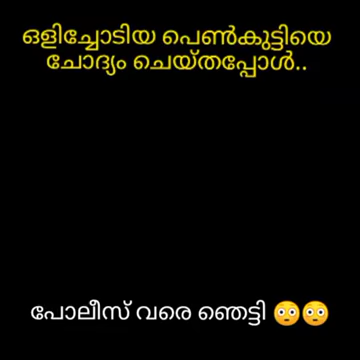 ഒളിച്ചോടിയ പെൺകുട്ടിയെ
ചോദ്യം ചെയ്തപ്പോൾ..
പോലീസ് വരെ ഞെട്ടി 😳😳